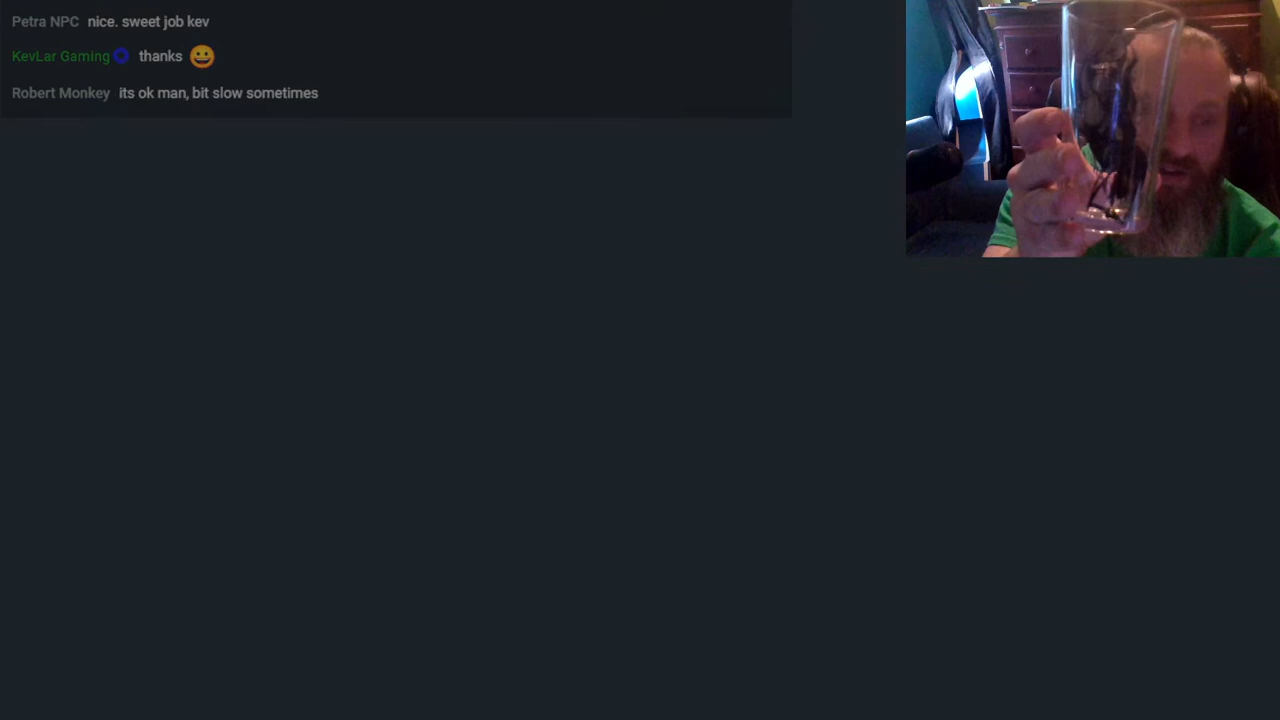 Petra NPC nice. sweet job kev
KevLar Gaming thanks 😀
Robert Monkey its ok man, bit slow sometimes